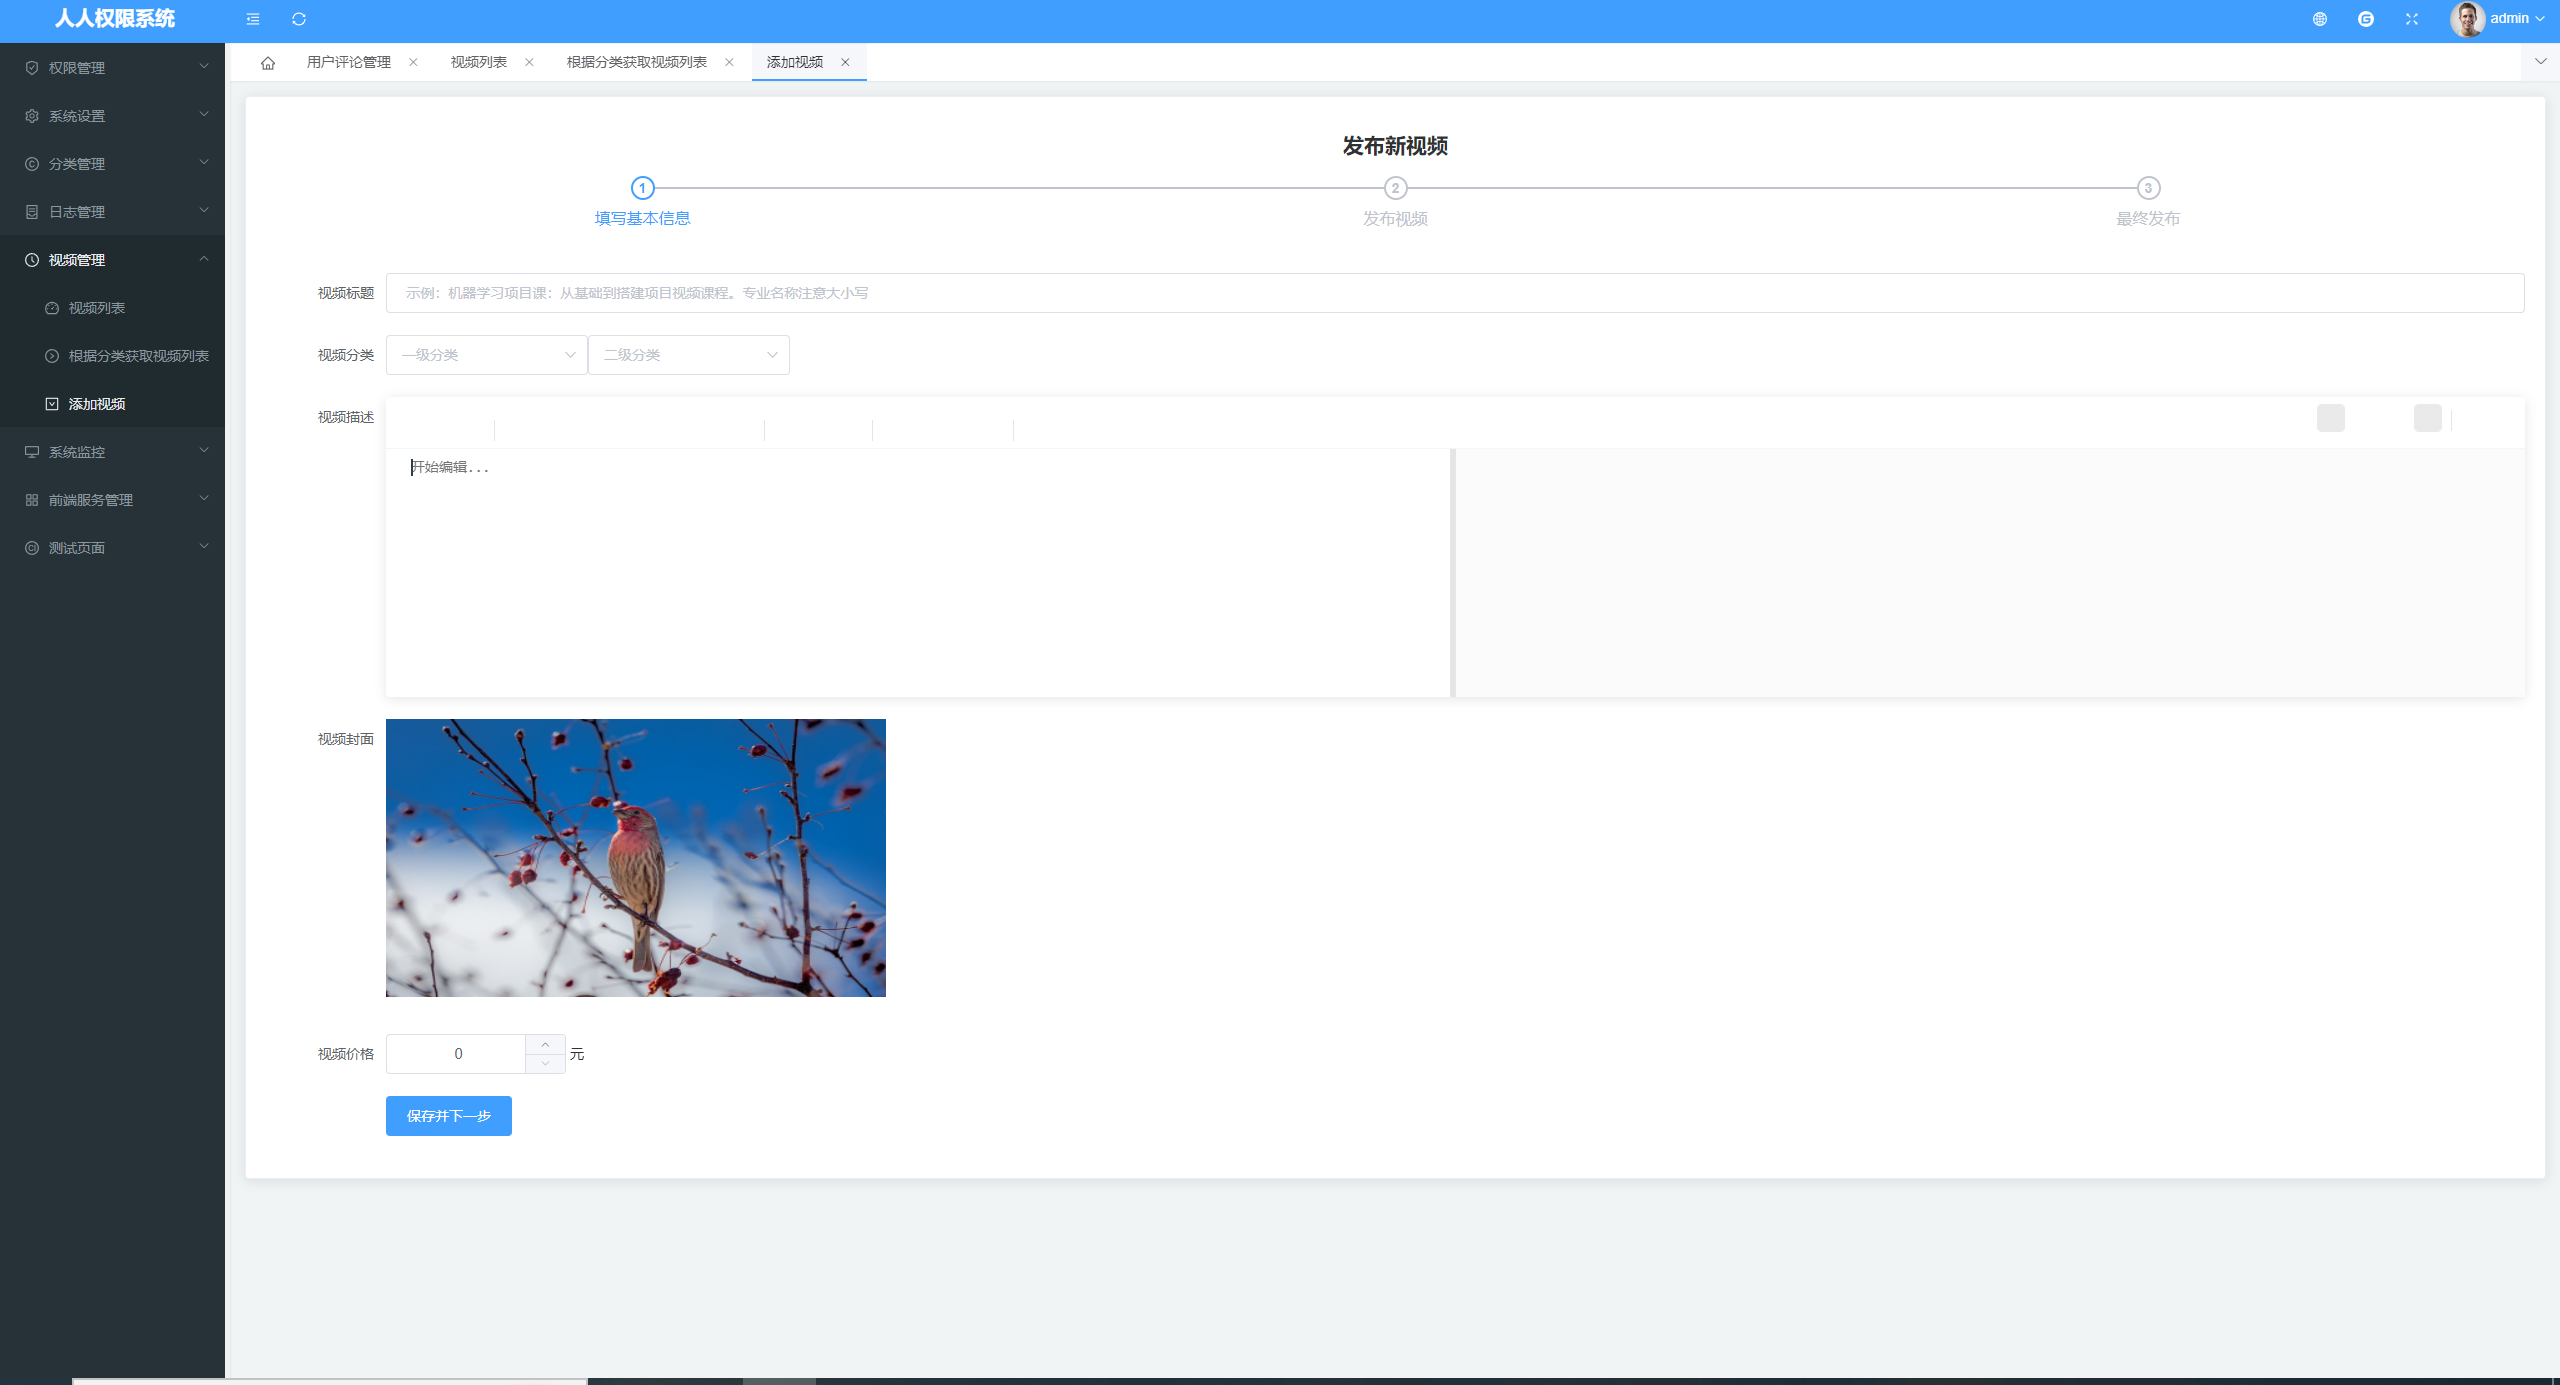 人人权限系统
admin
权限管理
系统设置
分类管理
日志管理
视频管理
视频列表
根据分类获取视频列表
添加视频
系统监控
前端服务管理
测试页面
用户评论管理 视频列表 根据分类获取视频列表 添加视频
发布新视频
1 2 3
填写基本信息 发布视频 最终发布
视频标题 示例：机器学习项目课：从基础到搭建项目视频课程。专业名称注意大小写
视频分类 一级分类 二级分类
视频描述
开始编辑...
视频封面
视频价格 0 元
保存并下一步